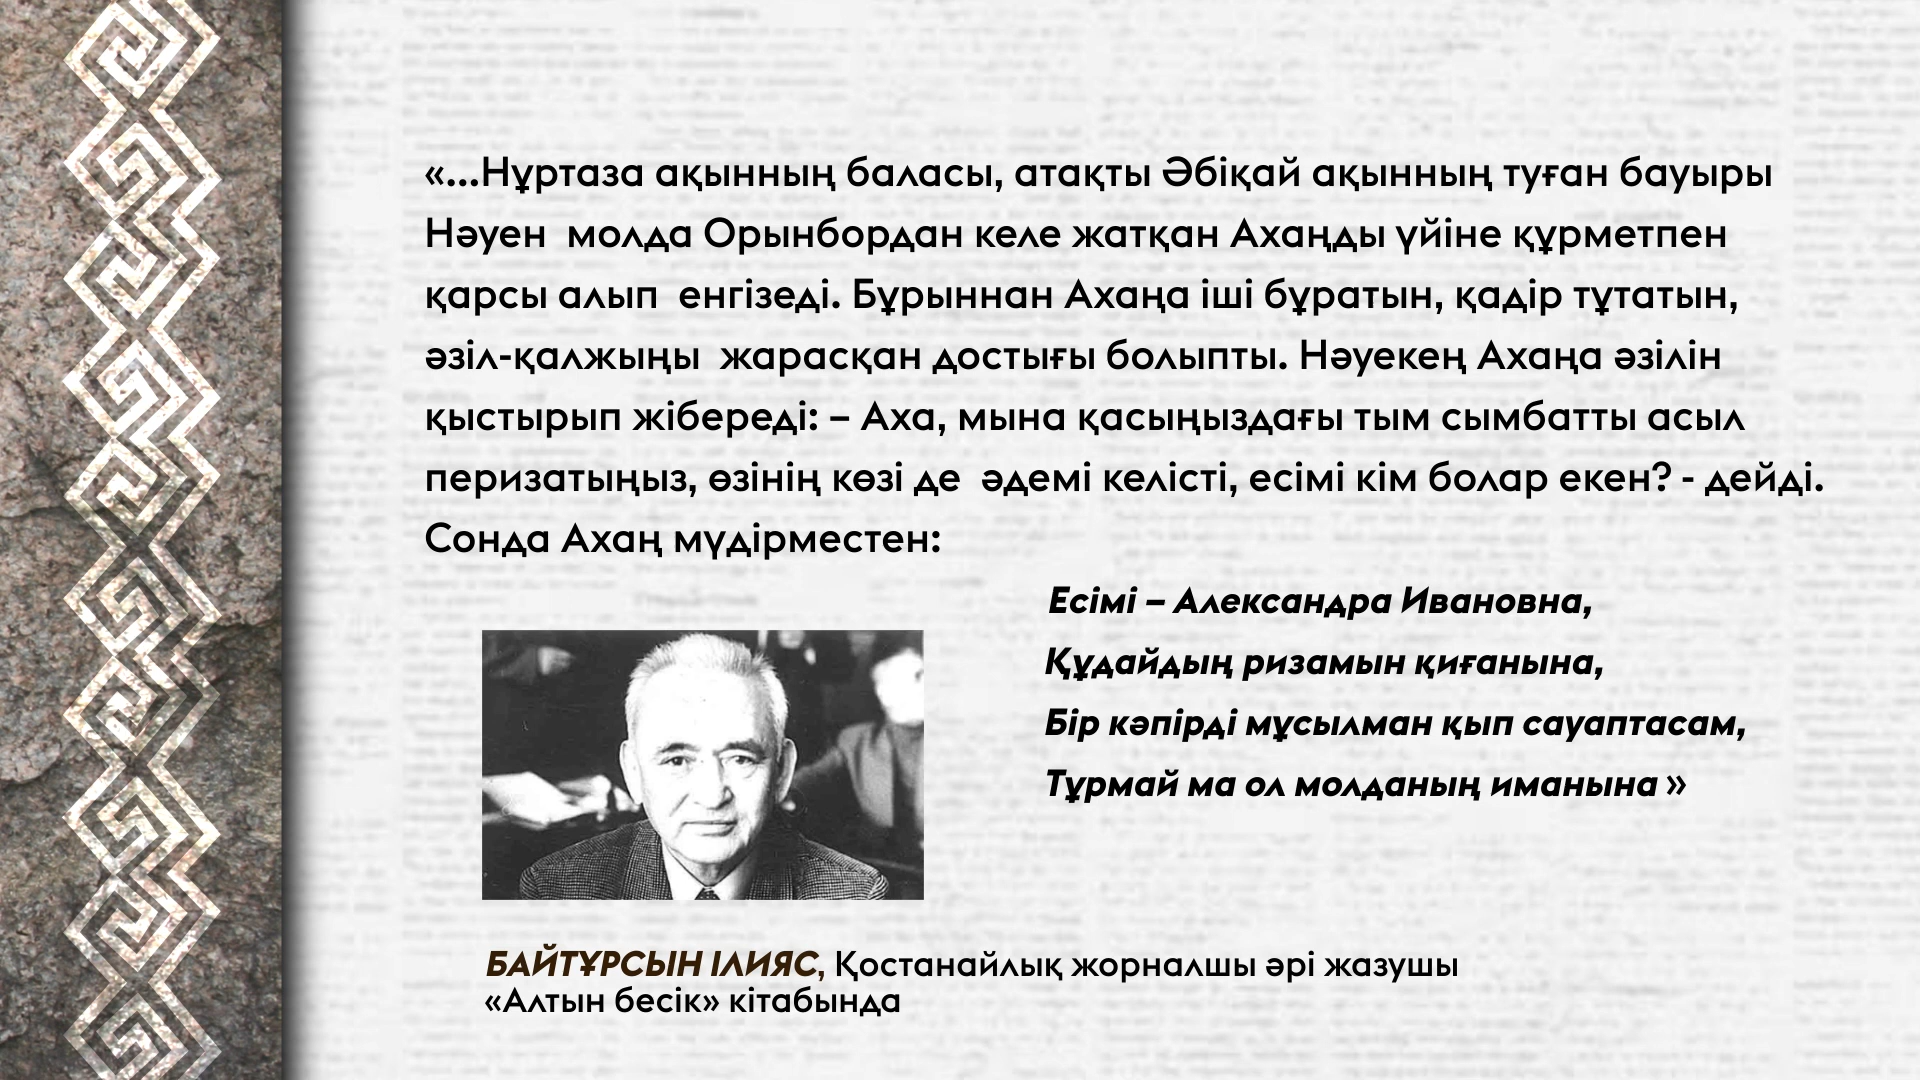 «...Нұртаза ақынның баласы, атақты Әбіқай ақынның туған бауыры
Нәуен молда Орынбордан келе жатқан Ахаңды үйіне құрметпен
қарсы алып енгізеді. Бұрыннан Ахаңа іші бұратын, қадір тұтатын,
әзіл-қалжыңы жарасқан достығы болыпты. Нәуекең Ахаңа әзілін
қыстырып жібереді: – Аха, мына қасыңыздағы тым сымбатты асыл
перизатыңыз, өзінің көзі де әдемі келісті, есімі кім болар екен? - дейді.
Сонда Ахаң мүдірместен:
Есімі – Александра Ивановна,
Құдайдың ризамын қиғанына,
Бір кәпірді мұсылман қып сауаптасам,
Тұрмай ма ол молданың иманына »
БАЙТҰРСЫН ІЛИЯС, Қостанайлық жорналшы әрі жазушы
«Алтын бесік» кітабында